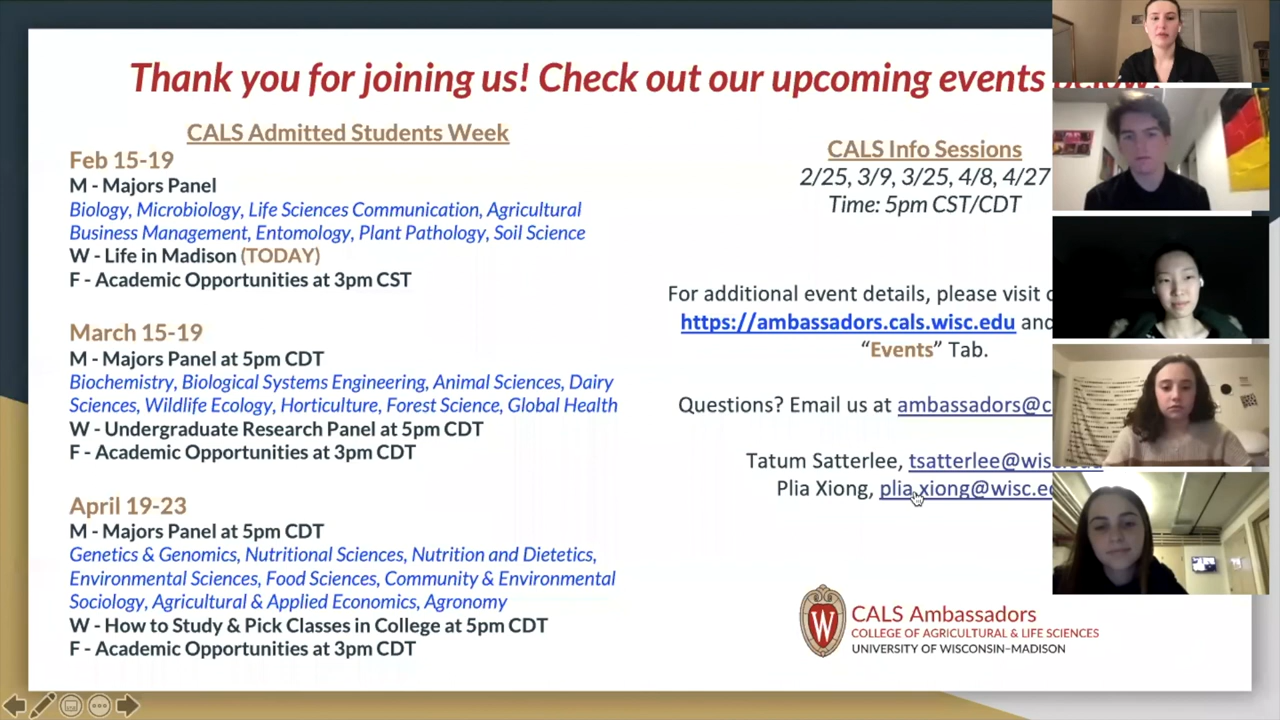 Thank you for joining us! Check out our upcoming events
CALS Admitted Students Week
Feb 15-19
M - Majors Panel
Biology, Microbiology, Life Sciences Communication, Agricultural
Business Management, Entomology, Plant Pathology, Soil Science
W - Life in Madison (TODAY)
F - Academic Opportunities at 3pm CST
March 15-19
M - Majors Panel at 5pm CDT
Biochemistry, Biological Systems Engineering, Animal Sciences, Dairy
Sciences, Wildlife Ecology, Horticulture, Forest Science, Global Health
W - Undergraduate Research Panel at 5pm CDT
F - Academic Opportunities at 3pm CDT
April 19-23
M - Majors Panel at 5pm CDT
Genetics & Genomics, Nutritional Sciences, Nutrition and Dietetics,
Environmental Sciences, Food Sciences, Community & Environmental
Sociology, Agricultural & Applied Economics, Agronomy
W - How to Study & Pick Classes in College at 5pm CDT
F - Academic Opportunities at 3pm CDT
CALS Info Sessions
2/25, 3/9, 3/25, 4/8, 4/27
Time: 5pm CST/CDT
For additional event details, please visit
https://ambassadors.cals.wisc.edu and
“Events” Tab.
Questions? Email us at ambassadors@c
Tatum Satterlee, tsatterlee@wisc.edu
Plia Xiong, plia.xiong@wisc.ed
W
CALS Ambassadors
COLLEGE OF AGRICULTURAL & LIFE SCIENCES
UNIVERSITY OF WISCONSIN–MADISON